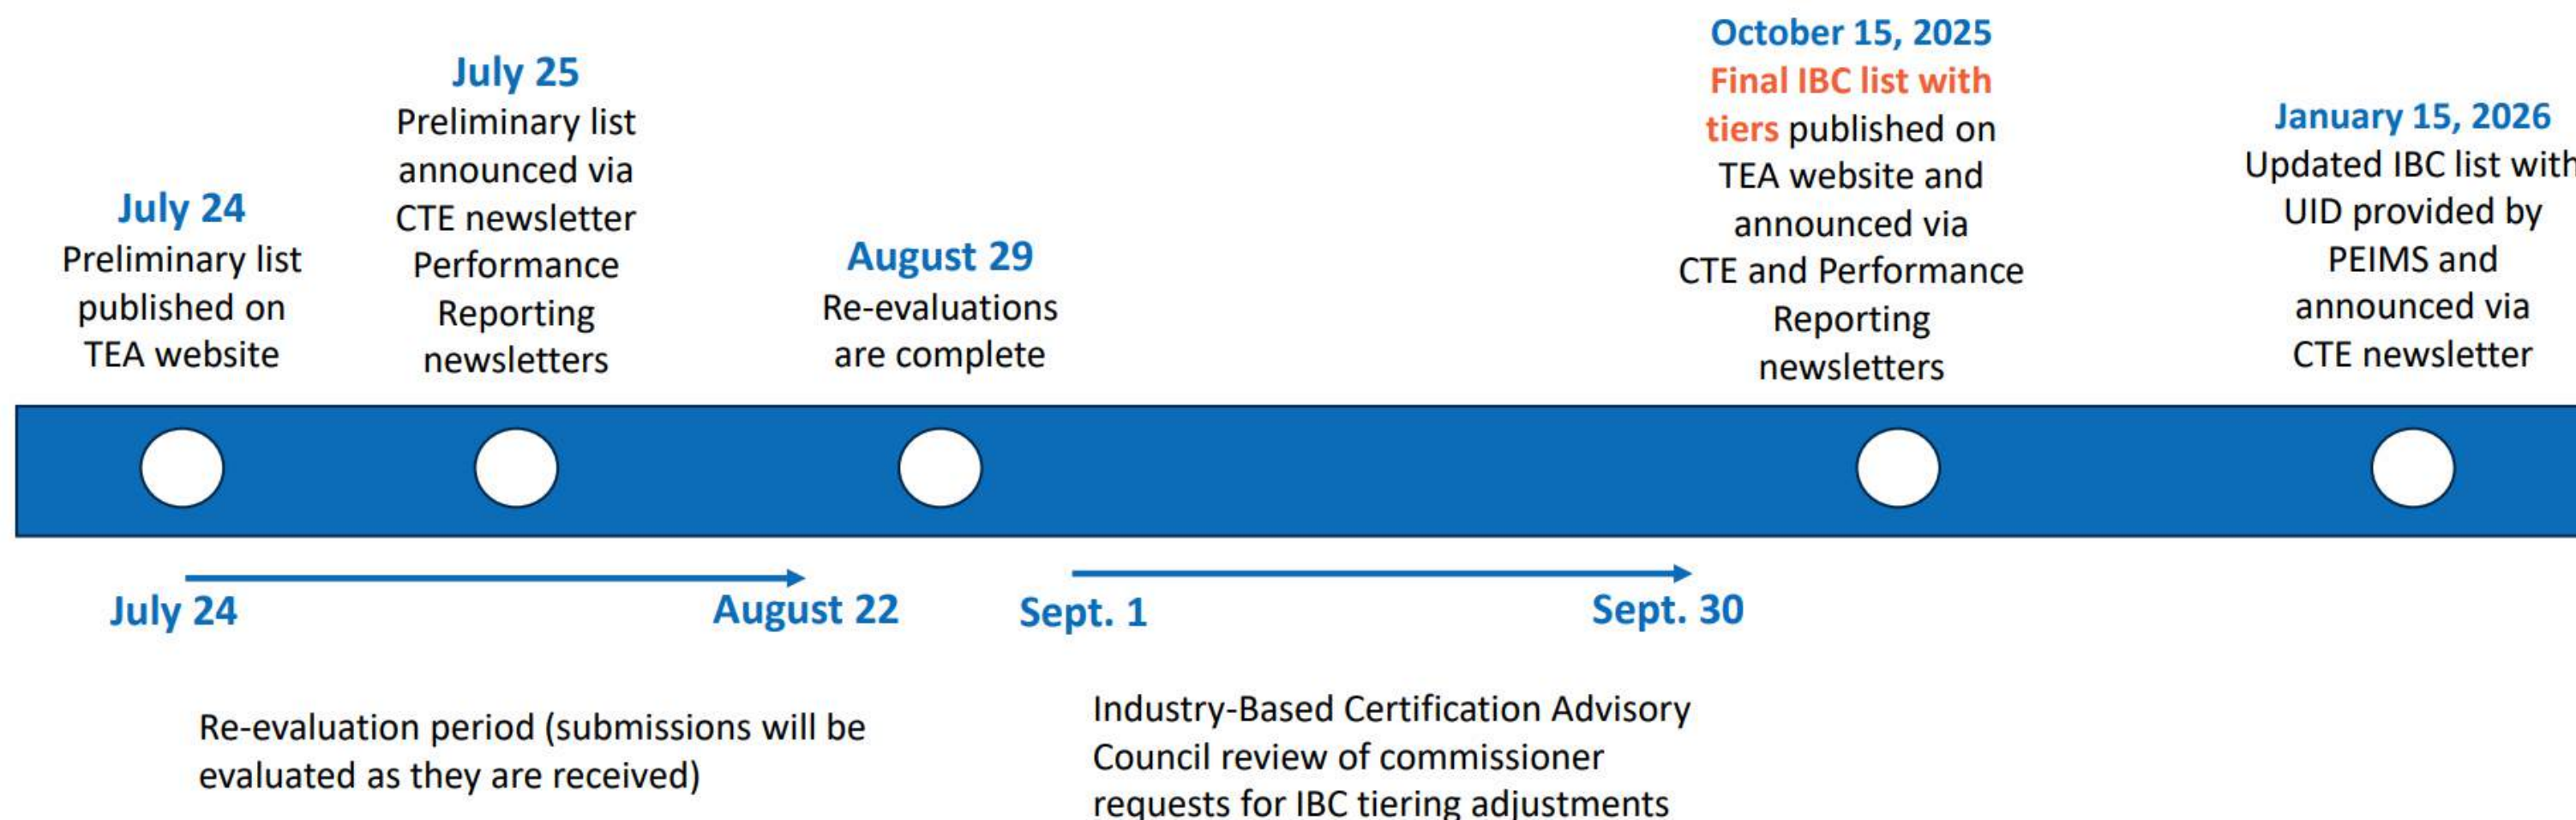 July 24
Preliminary list
published on
TEA website
July 25
Preliminary list
announced via
CTE newsletter
Performance
Reporting
newsletters
August 29
Re-evaluations
are complete
October 15, 2025
Final IBC list with
tiers published on
TEA website and
announced via
CTE and Performance
Reporting
newsletters
January 15, 2026
Updated IBC list with
UID provided by
PEIMS and
announced via
CTE newsletter
July 24
August 22
Sept. 1
Sept. 30
Re-evaluation period (submissions will be
evaluated as they are received)
Industry-Based Certification Advisory
Council review of commissioner
requests for IBC tiering adjustments